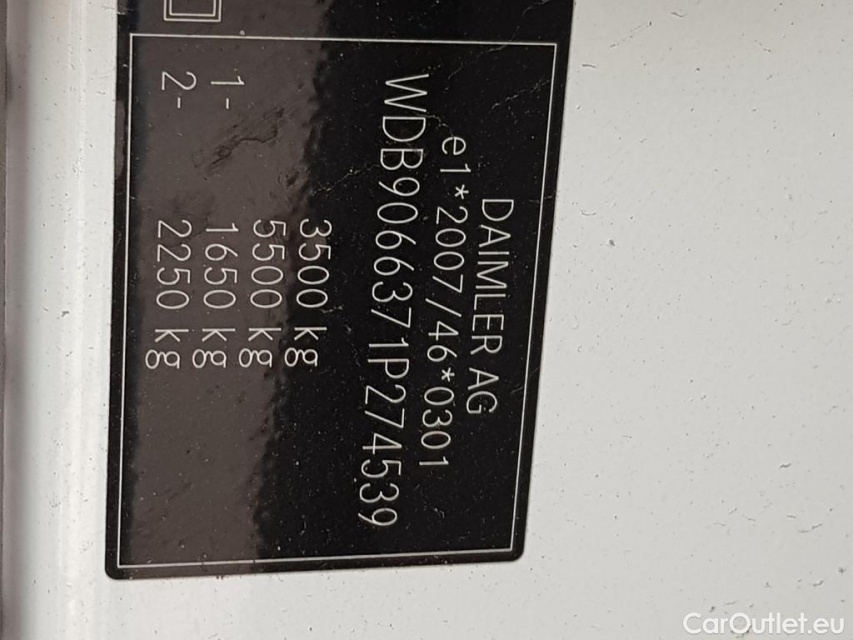 DAIMLER AG
e1*2007/46*0301
WDB9066371P274539
3500 kg
5500 kg
1- 1650 kg
2- 2250 kg
CarOutlet.eu